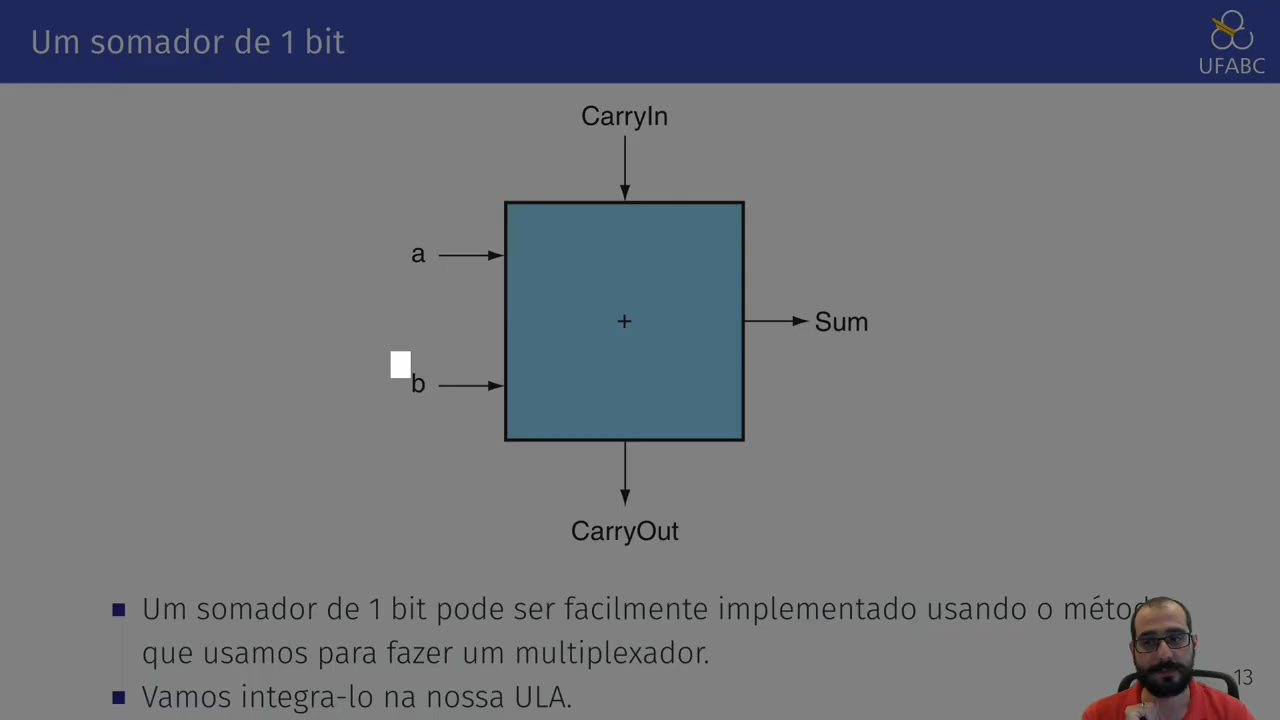 Um somador de 1 bit
UFABC
CarryIn
a
+
Sum
b
CarryOut
Um somador de 1 bit pode ser facilmente implementado usando o
que usamos para fazer um multiplexador.
Vamos integra-lo na nossa ULA.
13